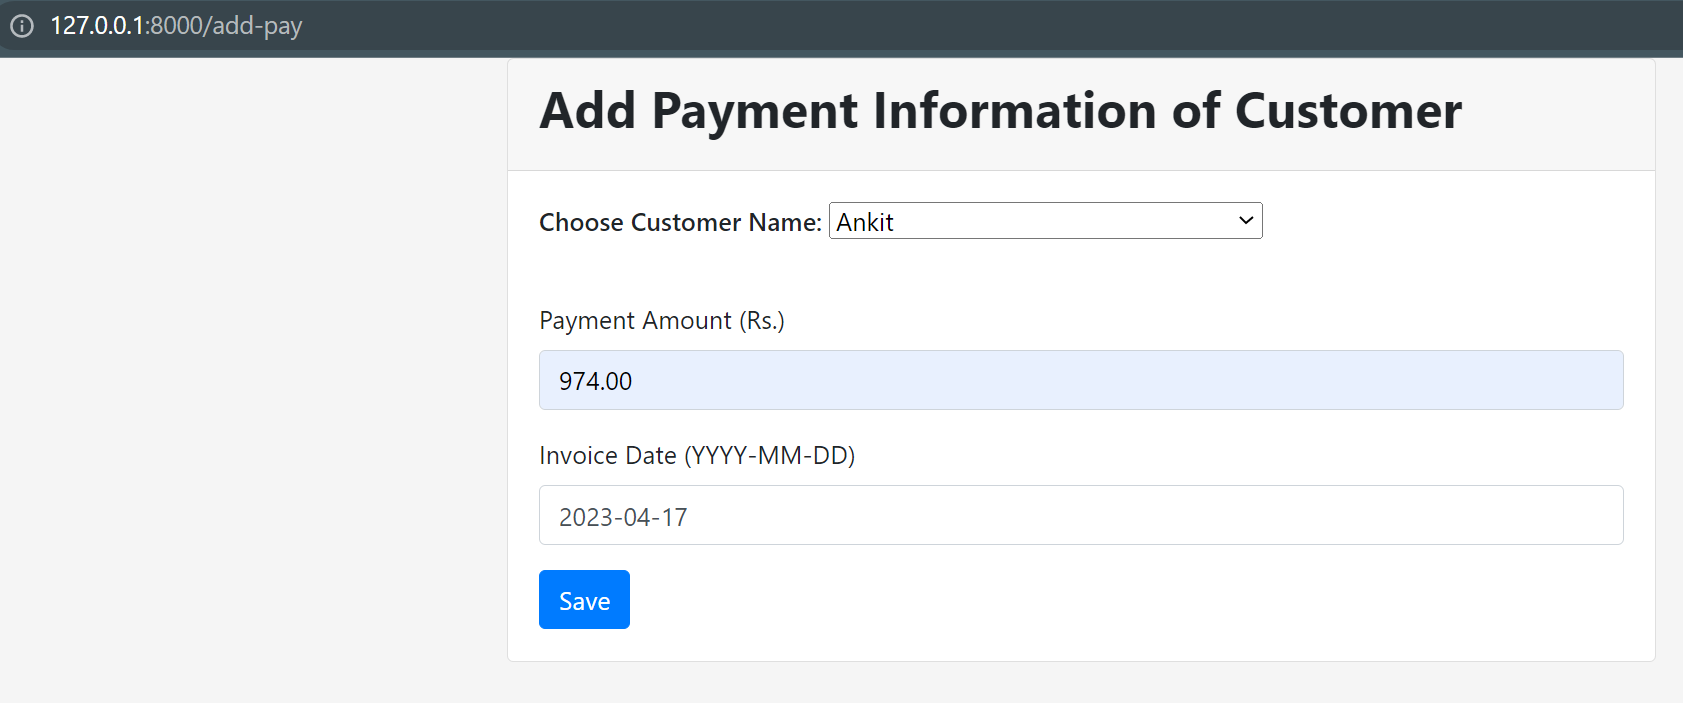 127.0.0.1:8000/add-pay
Add Payment Information of Customer
Choose Customer Name: Ankit
Payment Amount (Rs.)
974.00
Invoice Date (YYYY-MM-DD)
2023-04-17
Save